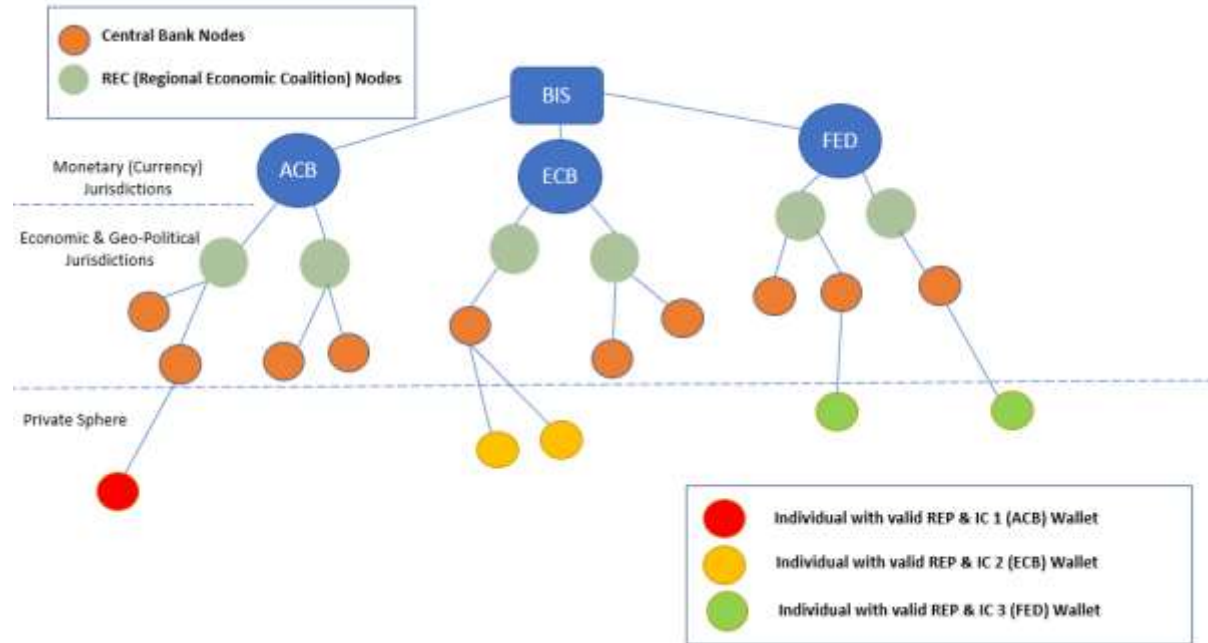 Central Bank Nodes
REC (Regional Economic Coalition) Nodes
BIS
ACB
ECB
FED
Monetary (Currency)
Jurisdictions
Economic & Geo-Political
Jurisdictions
Private Sphere
Individual with valid REP & IC 1 (ACB) Wallet
Individual with valid REP & IC 2 (ECB) Wallet
Individual with valid REP & IC 3 (FED) Wallet